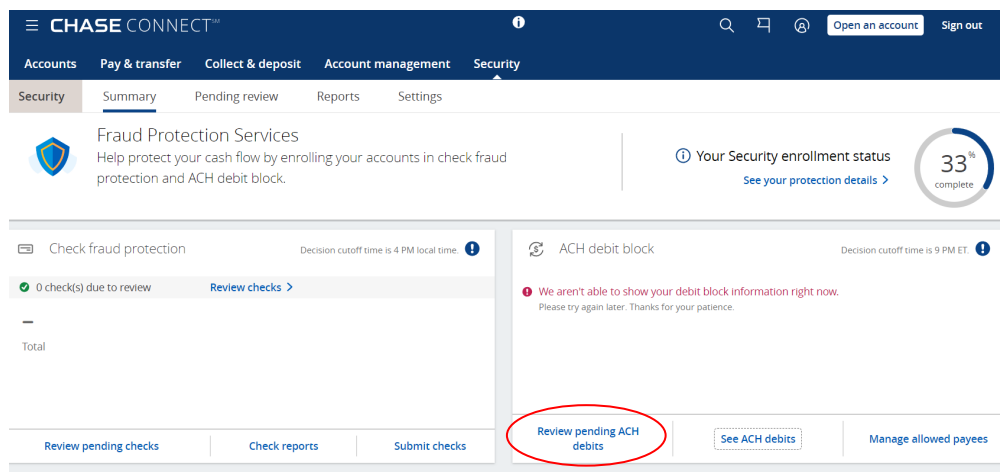 CHASE CONNECT℠
Open an account
Sign out
Accounts
Pay & transfer
Collect & deposit
Account management
Security
Security
Summary
Pending review
Reports
Settings
Fraud Protection Services
Help protect your cash flow by enrolling your accounts in check fraud
protection and ACH debit block.
Your Security enrollment status
See your protection details >
33%
complete
Check fraud protection
Decision cutoff time is 4 PM local time.
0 check(s) due to review
Review checks >
–
Total
Review pending checks
Check reports
Submit checks
ACH debit block
Decision cutoff time is 9 PM ET.
We aren't able to show your debit block information right now.
Please try again later. Thanks for your patience.
Review pending ACH
debits
See ACH debits
Manage allowed payees